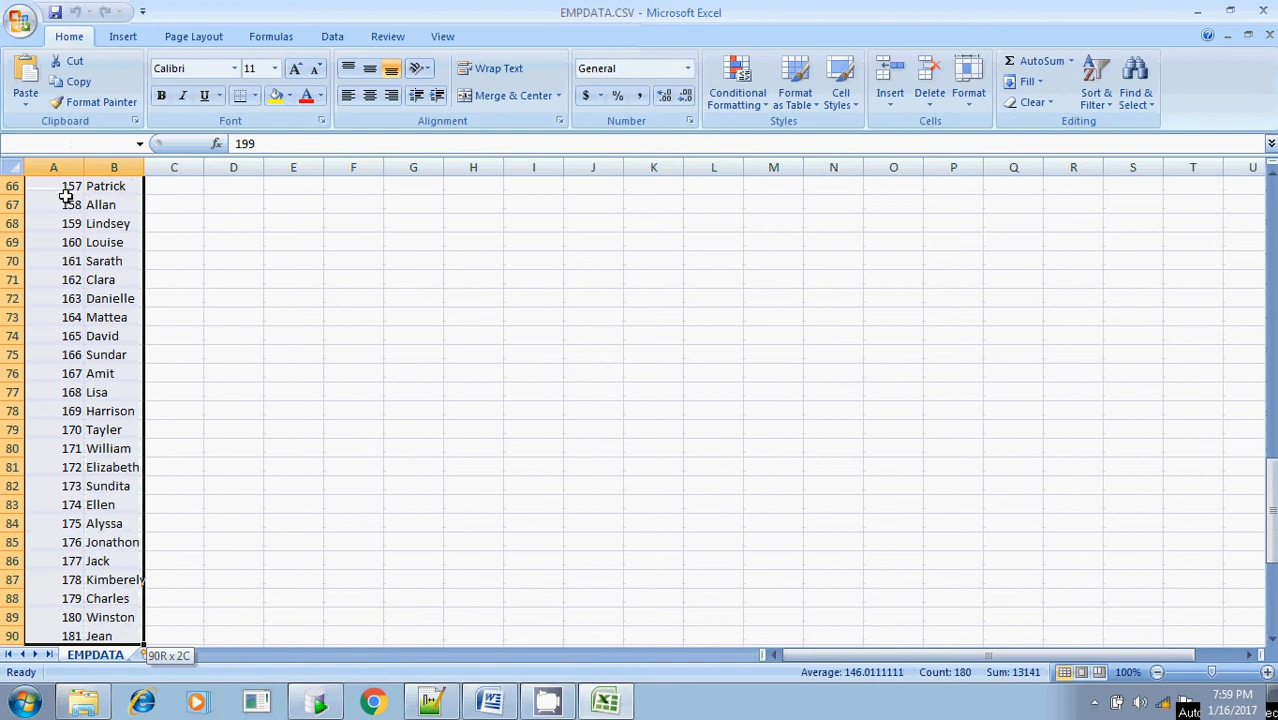 EMPDATA.CSV - Microsoft Excel
Home Insert Page Layout Formulas Data Review View
Paste Cut Copy Format Painter Clipboard
Calibri 11 A A B I U A Font
Wrap Text Merge & Center Alignment
General $ % , Number
Conditional Formatting Format as Table Cell Styles Styles
Insert Delete Format Cells
Σ AutoSum Fill Clear Sort & Filter Find & Select Editing
fx 199
A B C D E F G H I J K L M N O P Q R S T U
66 157 Patrick
67 158 Allan
68 159 Lindsey
69 160 Louise
70 161 Sarath
71 162 Clara
72 163 Danielle
73 164 Mattea
74 165 David
75 166 Sundar
76 167 Amit
77 168 Lisa
78 169 Harrison
79 170 Tayler
80 171 William
81 172 Elizabeth
82 173 Sundita
83 174 Ellen
84 175 Alyssa
85 176 Jonathon
86 177 Jack
87 178 Kimberely
88 179 Charles
89 180 Winston
90 181 Jean
EMPDATA 90R x 2C
Ready Average: 146.0111111 Count: 180 Sum: 13141 100%
7:59 PM
1/16/2017